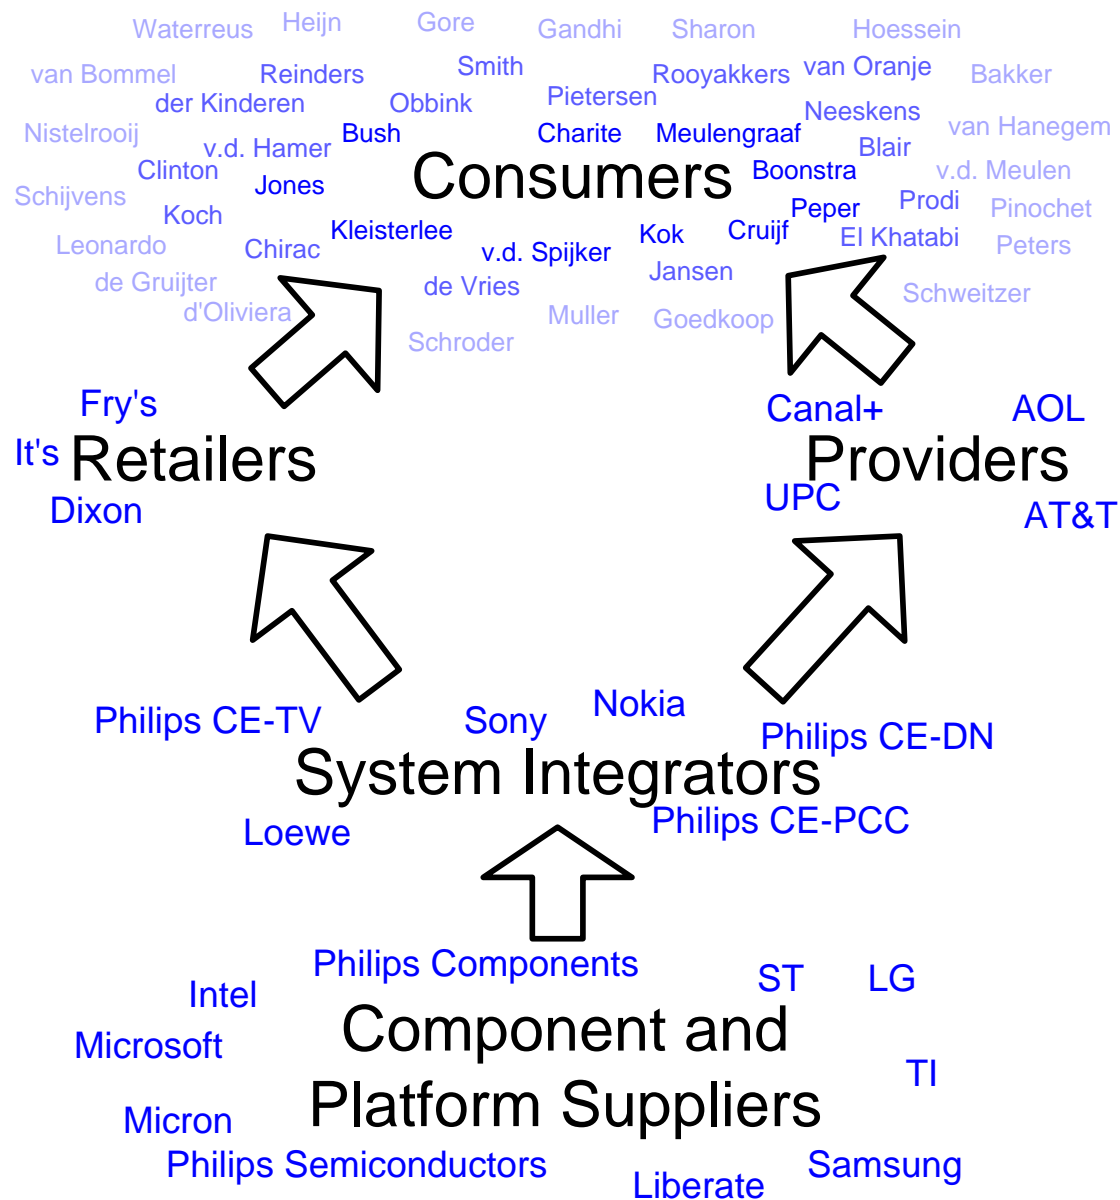 Waterreus
Heijn
Gore
Gandhi
Sharon
Hoessein
van Bommel
Reinders
Smith
Rooyakkers
van Oranje
Bakker
der Kinderen
Obbink
Pietersen
Neeskens
Nistelrooij
v.d. Hamer
Bush
Charite
Meulengraaf
Blair
van Hanegem
Clinton
Jones
Consumers
Boonstra
v.d. Meulen
Schijvens
Koch
Peper
Prodi
Pinochet
Leonardo
Chirac
Kleisterlee
v.d. Spijker
Kok
Cruijf
El Khatabi
Peters
de Gruijter
de Vries
Jansen
Schweitzer
d'Oliviera
Muller
Goedkoop
Schroder
Fry's
Canal+
AOL
It's
Retailers
Providers
Dixon
UPC
AT&T
Philips CE-TV
Sony
Nokia
Philips CE-DN
System Integrators
Loewe
Philips CE-PCC
Philips Components
ST
LG
Intel
Component and
Microsoft
TI
Platform Suppliers
Micron
Philips Semiconductors
Samsung
Liberate